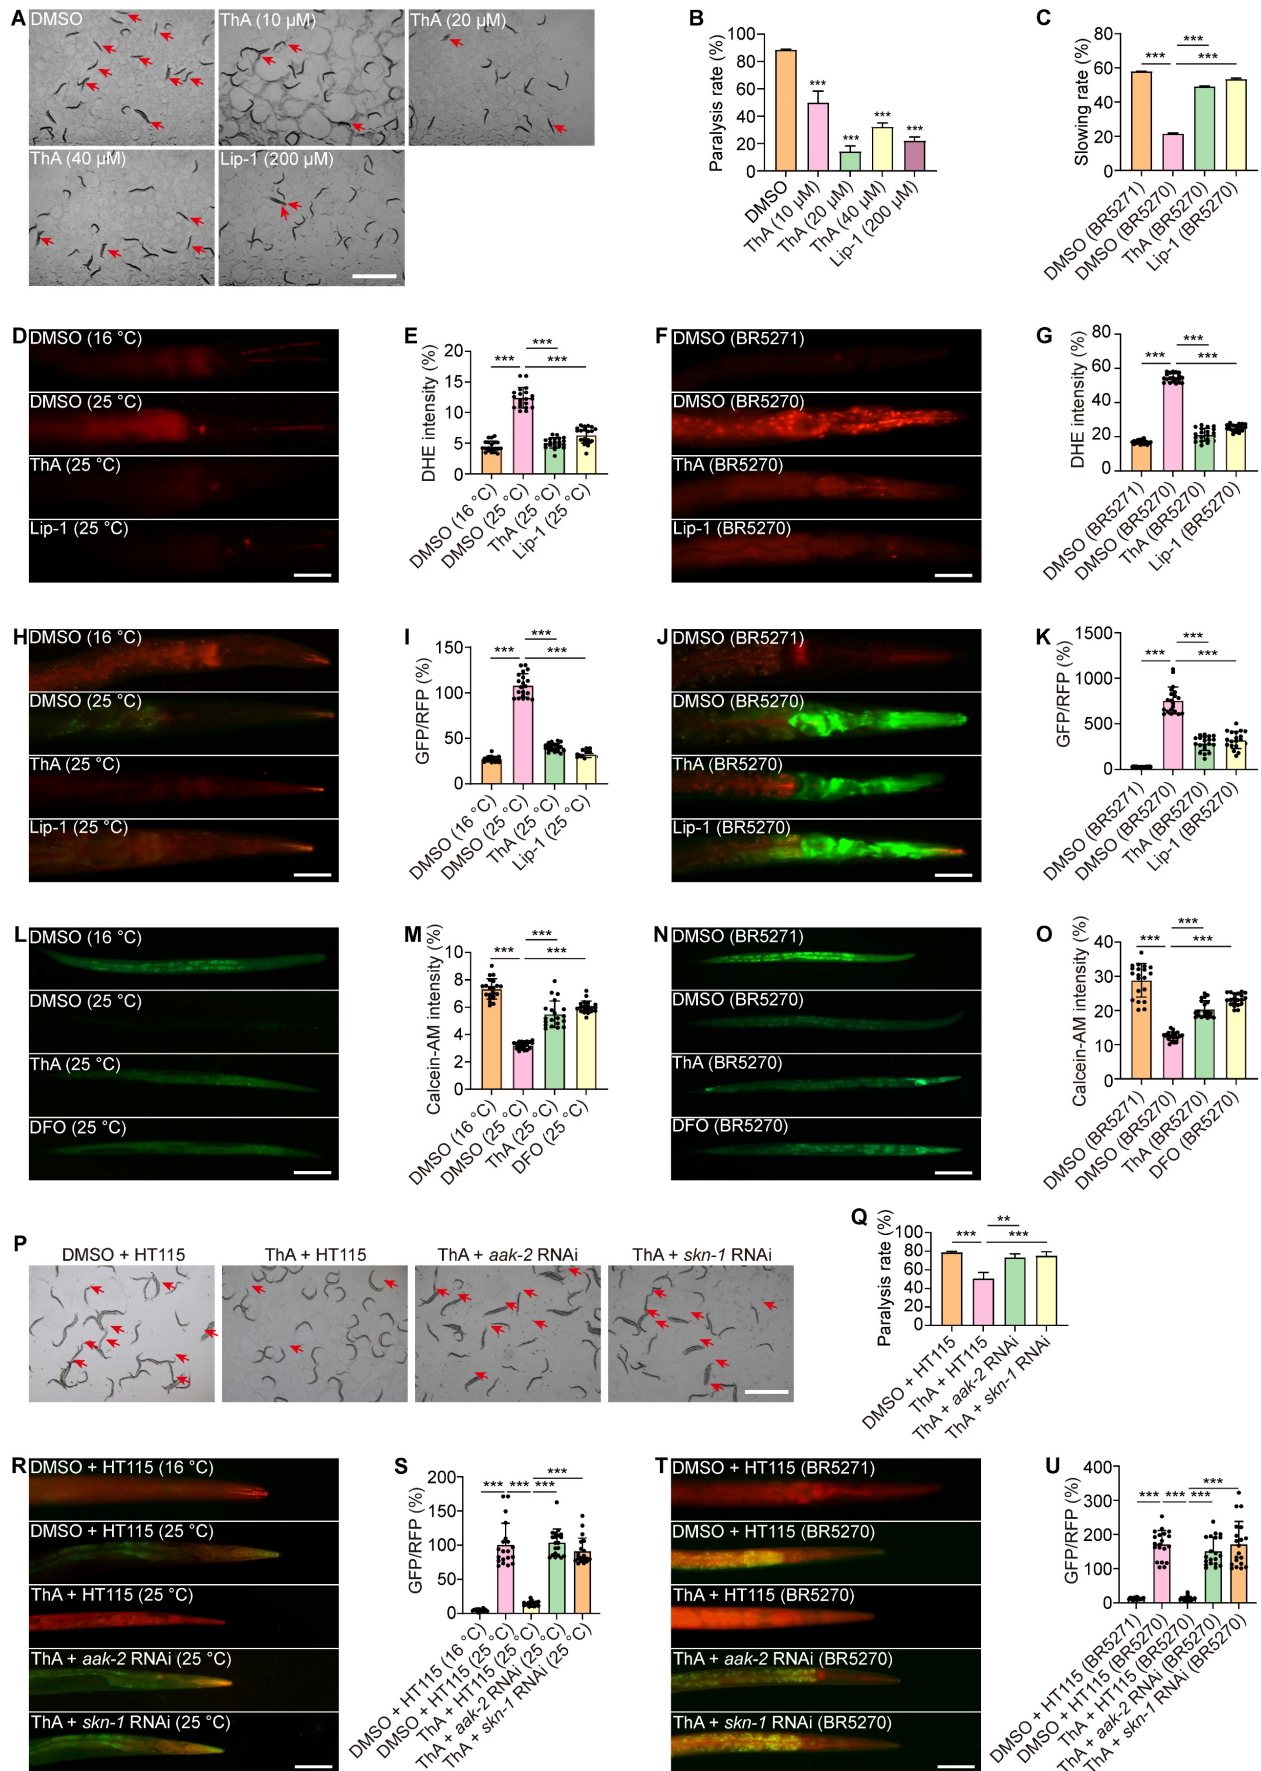 A
DMSO
ThA (10 µM)
ThA (20 µM)
ThA (40 µM)
Lip-1 (200 µM)
B
Paralysis rate (%)
100
80
60
40
20
0
***
***
***
***
DMSO
ThA (10 µM)
ThA (20 µM)
ThA (40 µM)
Lip-1 (200 µM)
C
Slowing rate (%)
80
60
40
20
0
***
***
***
DMSO (BR5271)
DMSO (BR5270)
ThA (BR5270)
Lip-1 (BR5270)
D
DMSO (16 °C)
DMSO (25 °C)
ThA (25 °C)
Lip-1 (25 °C)
E
DHE intensity (%)
20
15
10
5
0
***
***
***
DMSO (16 °C)
DMSO (25 °C)
ThA (25 °C)
Lip-1 (25 °C)
F
DMSO (BR5271)
DMSO (BR5270)
ThA (BR5270)
Lip-1 (BR5270)
G
DHE intensity (%)
80
60
40
20
0
***
***
***
DMSO (BR5271)
DMSO (BR5270)
ThA (BR5270)
Lip-1 (BR5270)
H
DMSO (16 °C)
DMSO (25 °C)
ThA (25 °C)
Lip-1 (25 °C)
I
GFP/RFP (%)
150
100
50
0
***
***
***
DMSO (16 °C)
DMSO (25 °C)
ThA (25 °C)
Lip-1 (25 °C)
J
DMSO (BR5271)
DMSO (BR5270)
ThA (BR5270)
Lip-1 (BR5270)
K
GFP/RFP (%)
1500
1000
500
0
***
***
***
DMSO (BR5271)
DMSO (BR5270)
ThA (BR5270)
Lip-1 (BR5270)
L
DMSO (16 °C)
DMSO (25 °C)
ThA (25 °C)
DFO (25 °C)
M
Calcein-AM intensity (%)
10
8
6
4
2
0
***
***
***
DMSO (16 °C)
DMSO (25 °C)
ThA (25 °C)
DFO (25 °C)
N
DMSO (BR5271)
DMSO (BR5270)
ThA (BR5270)
DFO (BR5270)
O
Calcein-AM intensity (%)
40
30
20
10
0
***
***
***
DMSO (BR5271)
DMSO (BR5270)
ThA (BR5270)
DFO (BR5270)
P
DMSO + HT115
ThA + HT115
ThA + aak-2 RNAi
ThA + skn-1 RNAi
Q
Paralysis rate (%)
100
80
60
40
20
0
**
***
***
DMSO + HT115
ThA + HT115
ThA + aak-2 RNAi
ThA + skn-1 RNAi
R
DMSO + HT115 (16 °C)
DMSO + HT115 (25 °C)
ThA + HT115 (25 °C)
ThA + aak-2 RNAi (25 °C)
ThA + skn-1 RNAi (25 °C)
S
GFP/RFP (%)
200
150
100
50
0
***
*** *** ***
DMSO + HT115 (16 °C)
DMSO + HT115 (25 °C)
ThA + HT115 (25 °C)
ThA + aak-2 RNAi (25 °C)
ThA + skn-1 RNAi (25 °C)
T
DMSO + HT115 (BR5271)
DMSO + HT115 (BR5270)
ThA + HT115 (BR5270)
ThA + aak-2 RNAi (BR5270)
ThA + skn-1 RNAi (BR5270)
U
GFP/RFP (%)
400
300
200
100
0
***
*** *** ***
DMSO + HT115 (BR5271)
DMSO + HT115 (BR5270)
ThA + HT115 (BR5270)
ThA + aak-2 RNAi (BR5270)
ThA + skn-1 RNAi (BR5270)